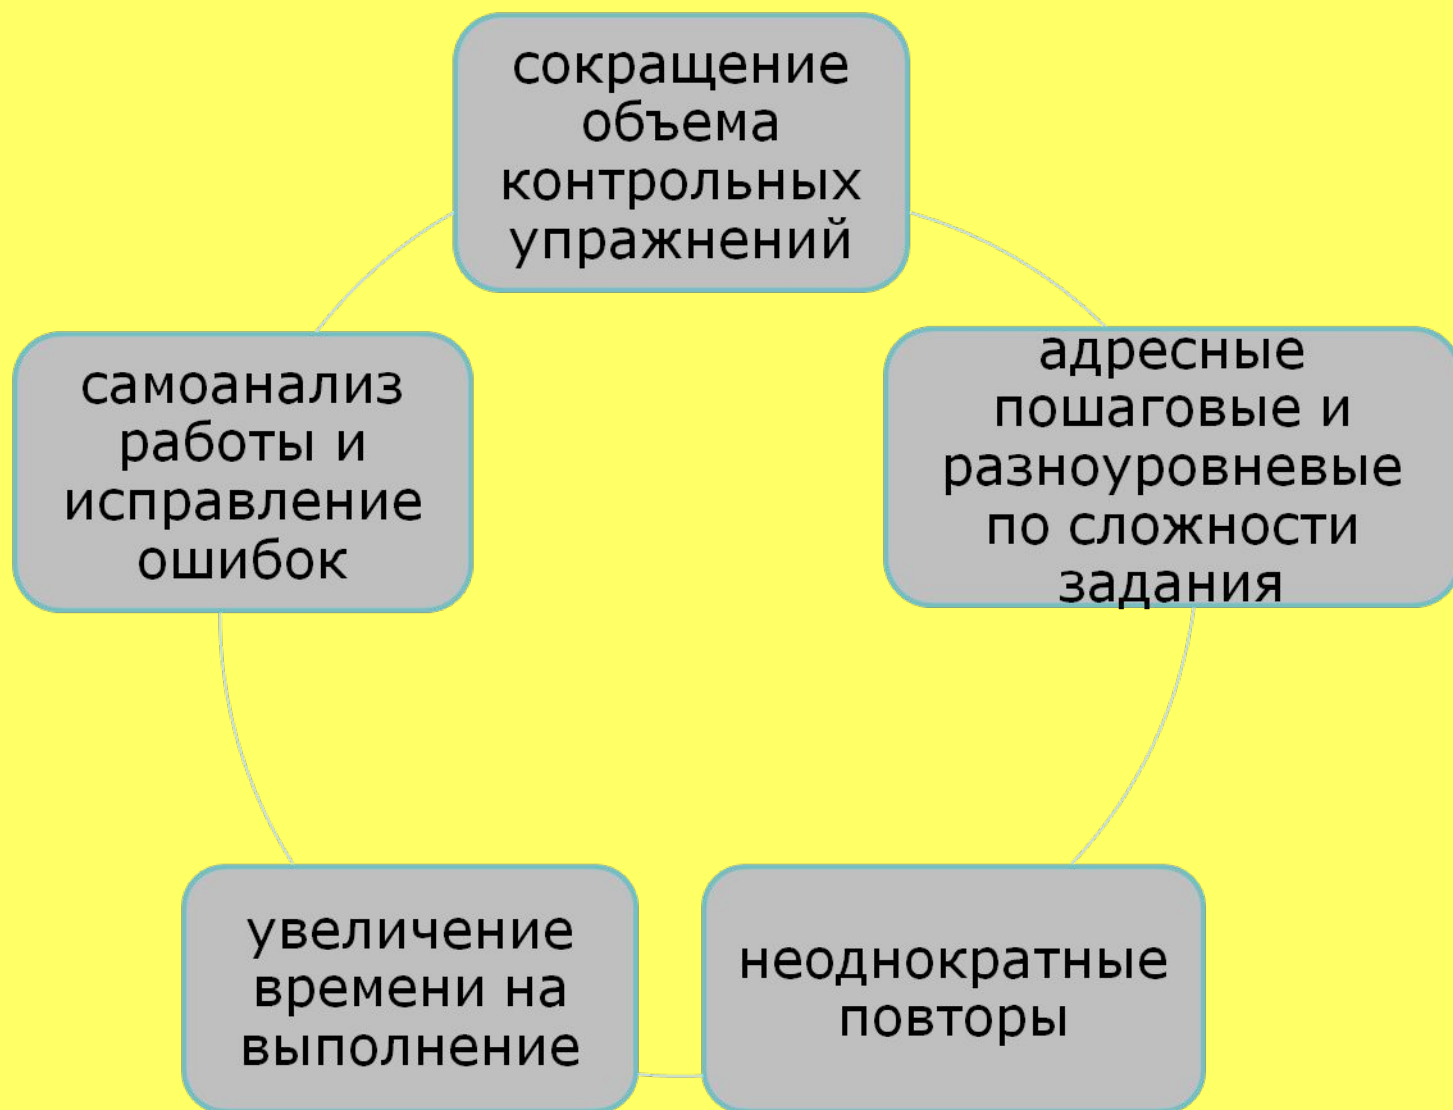 сокращение
объема
контрольных
упражнений
адресные
пошаговые и
разноуровневые
по сложности
задания
неоднократные
повторы
увеличение
времени на
выполнение
самоанализ
работы и
исправление
ошибок